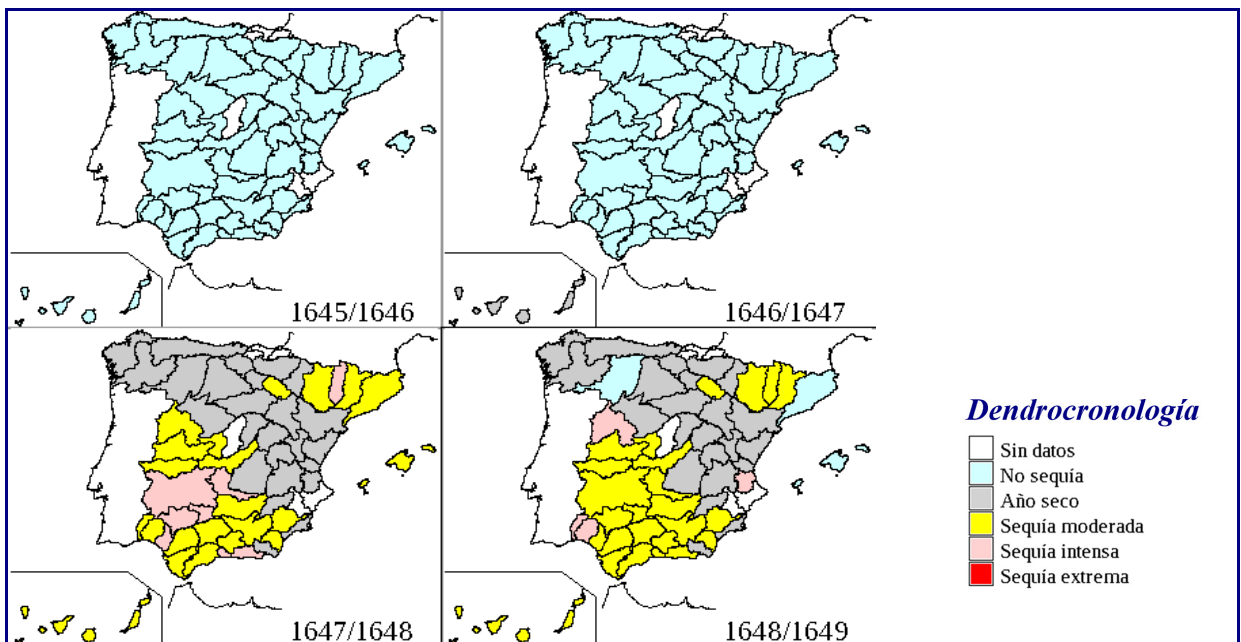 1645/1646
1646/1647
1647/1648
1648/1649
Dendrocronología
Sin datos
No sequía
Año seco
Sequía moderada
Sequía intensa
Sequía extrema